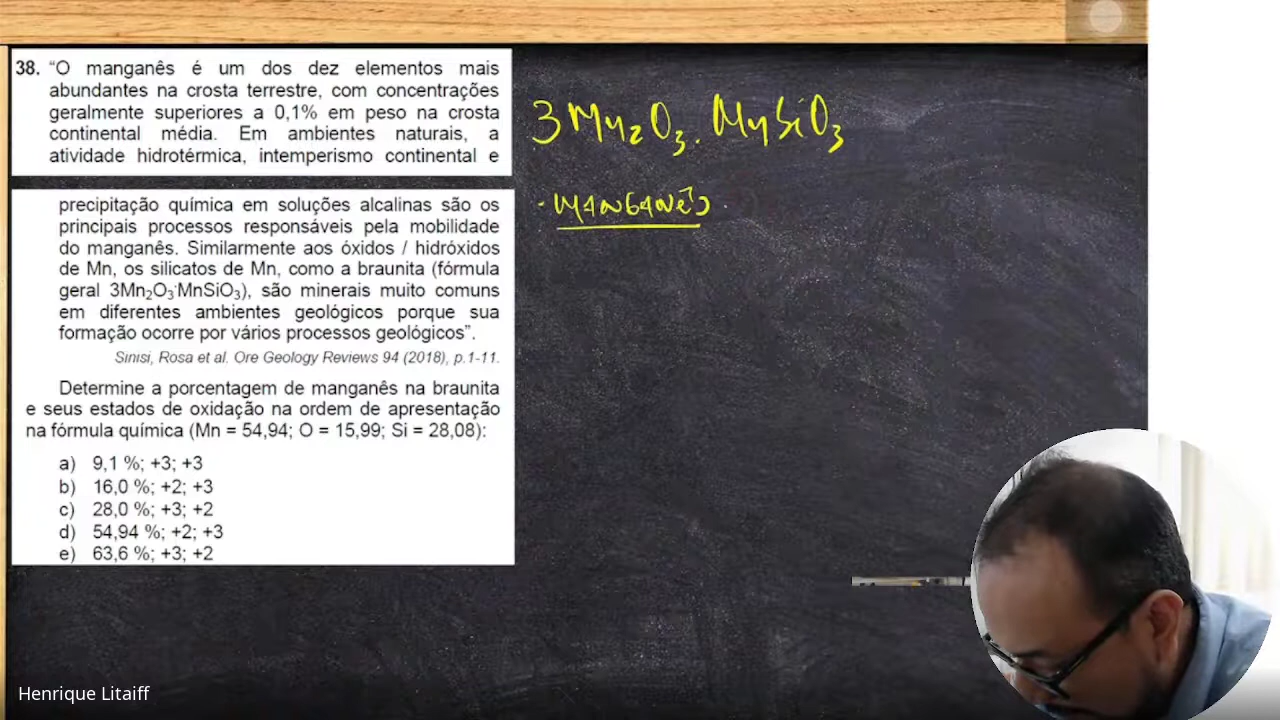 38. “O manganês é um dos dez elementos mais
abundantes na crosta terrestre, com concentrações
geralmente superiores a 0,1% em peso na crosta
continental média. Em ambientes naturais, a
atividade hidrotérmica, intemperismo continental e
precipitação química em soluções alcalinas são os
principais processos responsáveis pela mobilidade
do manganês. Similarmente aos óxidos / hidróxidos
de Mn, os silicatos de Mn, como a braunita (fórmula
geral 3Mn₂O₃·MnSiO₃), são minerais muito comuns
em diferentes ambientes geológicos porque sua
formação ocorre por vários processos geológicos”.
Sinisi, Rosa et al. Ore Geology Reviews 94 (2018), p.1-11.
Determine a porcentagem de manganês na braunita
e seus estados de oxidação na ordem de apresentação
na fórmula química (Mn = 54,94; O = 15,99; Si = 28,08):
a) 9,1 %; +3; +3
b) 16,0 %; +2; +3
c) 28,0 %; +3; +2
d) 54,94 %; +2; +3
e) 63,6 %; +3; +2
3Mn₂O₃.MnSiO₃
. MANGANÊS .
Henrique Litaiff